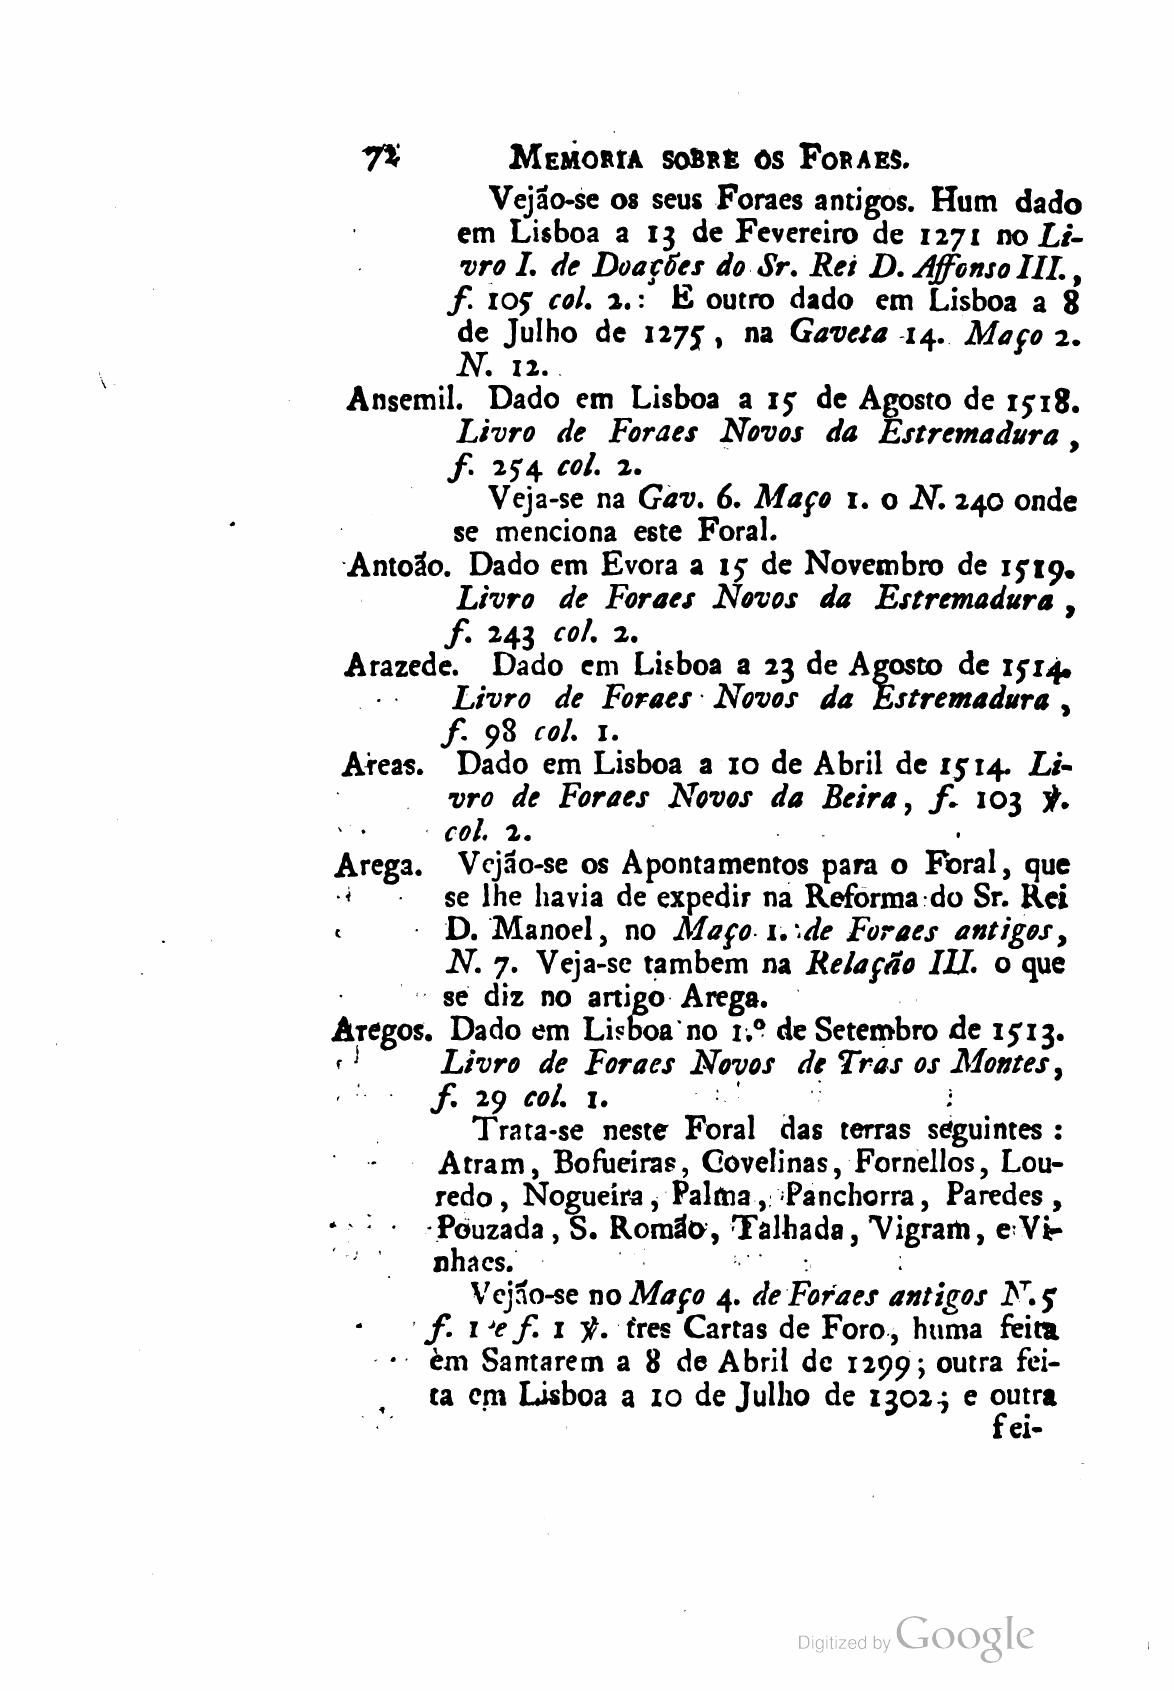 72 MEMORIA SOBRE OS FORAES.
Vejão-se os seus Foraes antigos. Hum dado
em Lisboa a 13 de Fevereiro de 1271 no Li-
vro I. de Doações do Sr. Rei D. Affonso III.,
f. 105 col. 2.: E outro dado em Lisboa a 8
de Julho de 1275, na Gaveta 14. Maço 2.
N. 12.
Ansemil. Dado em Lisboa a 15 de Agosto de 1518.
Livro de Foraes Novos da Estremadura,
f. 254 col. 2.
Veja-se na Gav. 6. Maço 1. o N. 240 onde
se menciona este Foral.
Antoão. Dado em Evora a 15 de Novembro de 1519.
Livro de Foraes Novos da Estremadura,
f. 243 col. 2.
Arazede. Dado em Lisboa a 23 de Agosto de 1514.
Livro de Foraes Novos da Estremadura,
f. 98 col. 1.
Areas. Dado em Lisboa a 10 de Abril de 1514. Li-
vro de Foraes Novos da Beira, f. 103 ℣.
col. 2.
Arega. Vejão-se os Apontamentos para o Foral, que
se lhe havia de expedir na Reforma do Sr. Rei
D. Manoel, no Maço 1. de Foraes antigos,
N. 7. Veja-se tambem na Relação III. o que
se diz no artigo Arega.
Aregos. Dado em Lisboa no 1.º de Setembro de 1513.
Livro de Foraes Novos de Tras os Montes,
f. 29 col. 1.
Trata-se neste Foral das terras seguintes:
Atram, Bofueiras, Covelinas, Fornellos, Lou-
redo, Nogueira, Palma, Panchorra, Paredes,
Pouzada, S. Romão, Talhada, Vigram, e Vi-
nhaes.
Vejão-se no Maço 4. de Foraes antigos N. 5
f. 1 e f. 1 ℣. tres Cartas de Foro, huma feita
em Santarem a 8 de Abril de 1299; outra fei-
ta em Lisboa a 10 de Julho de 1302; e outra
fei-
Digitized by Google